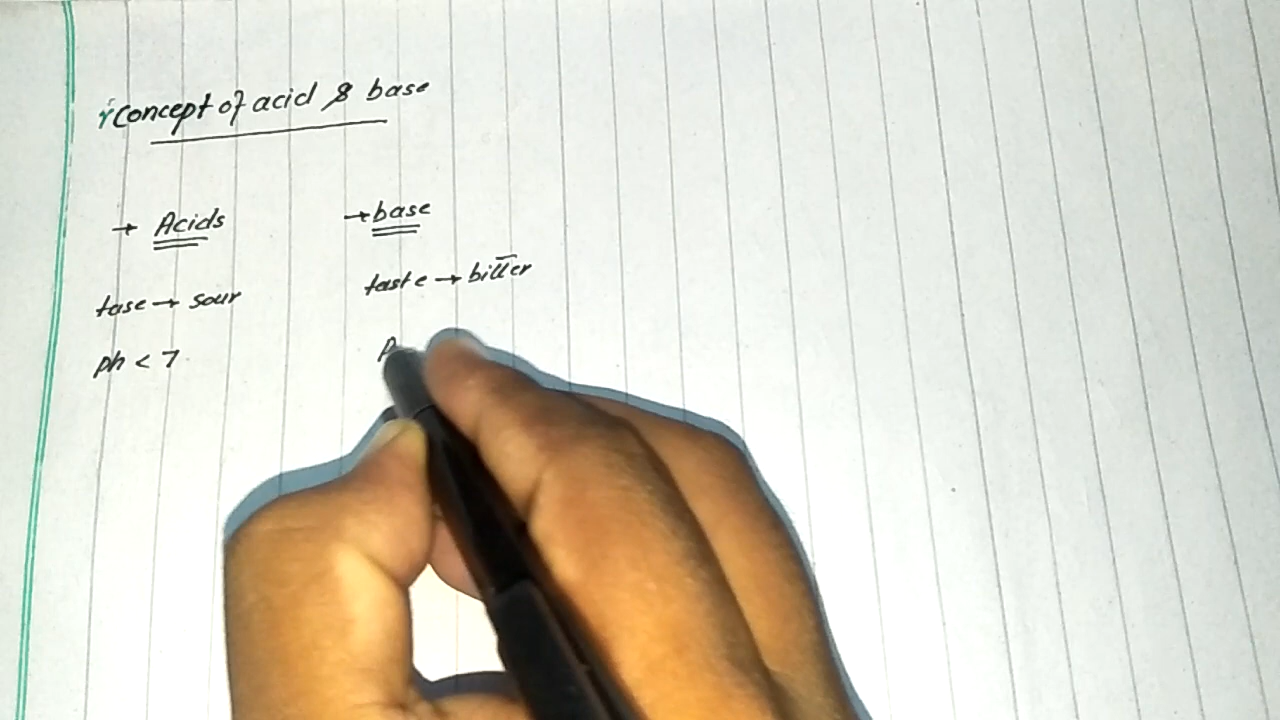 Concept of acid & base
→ Acids
→ base
tase → sour
taste → bitter
ph < 7
p